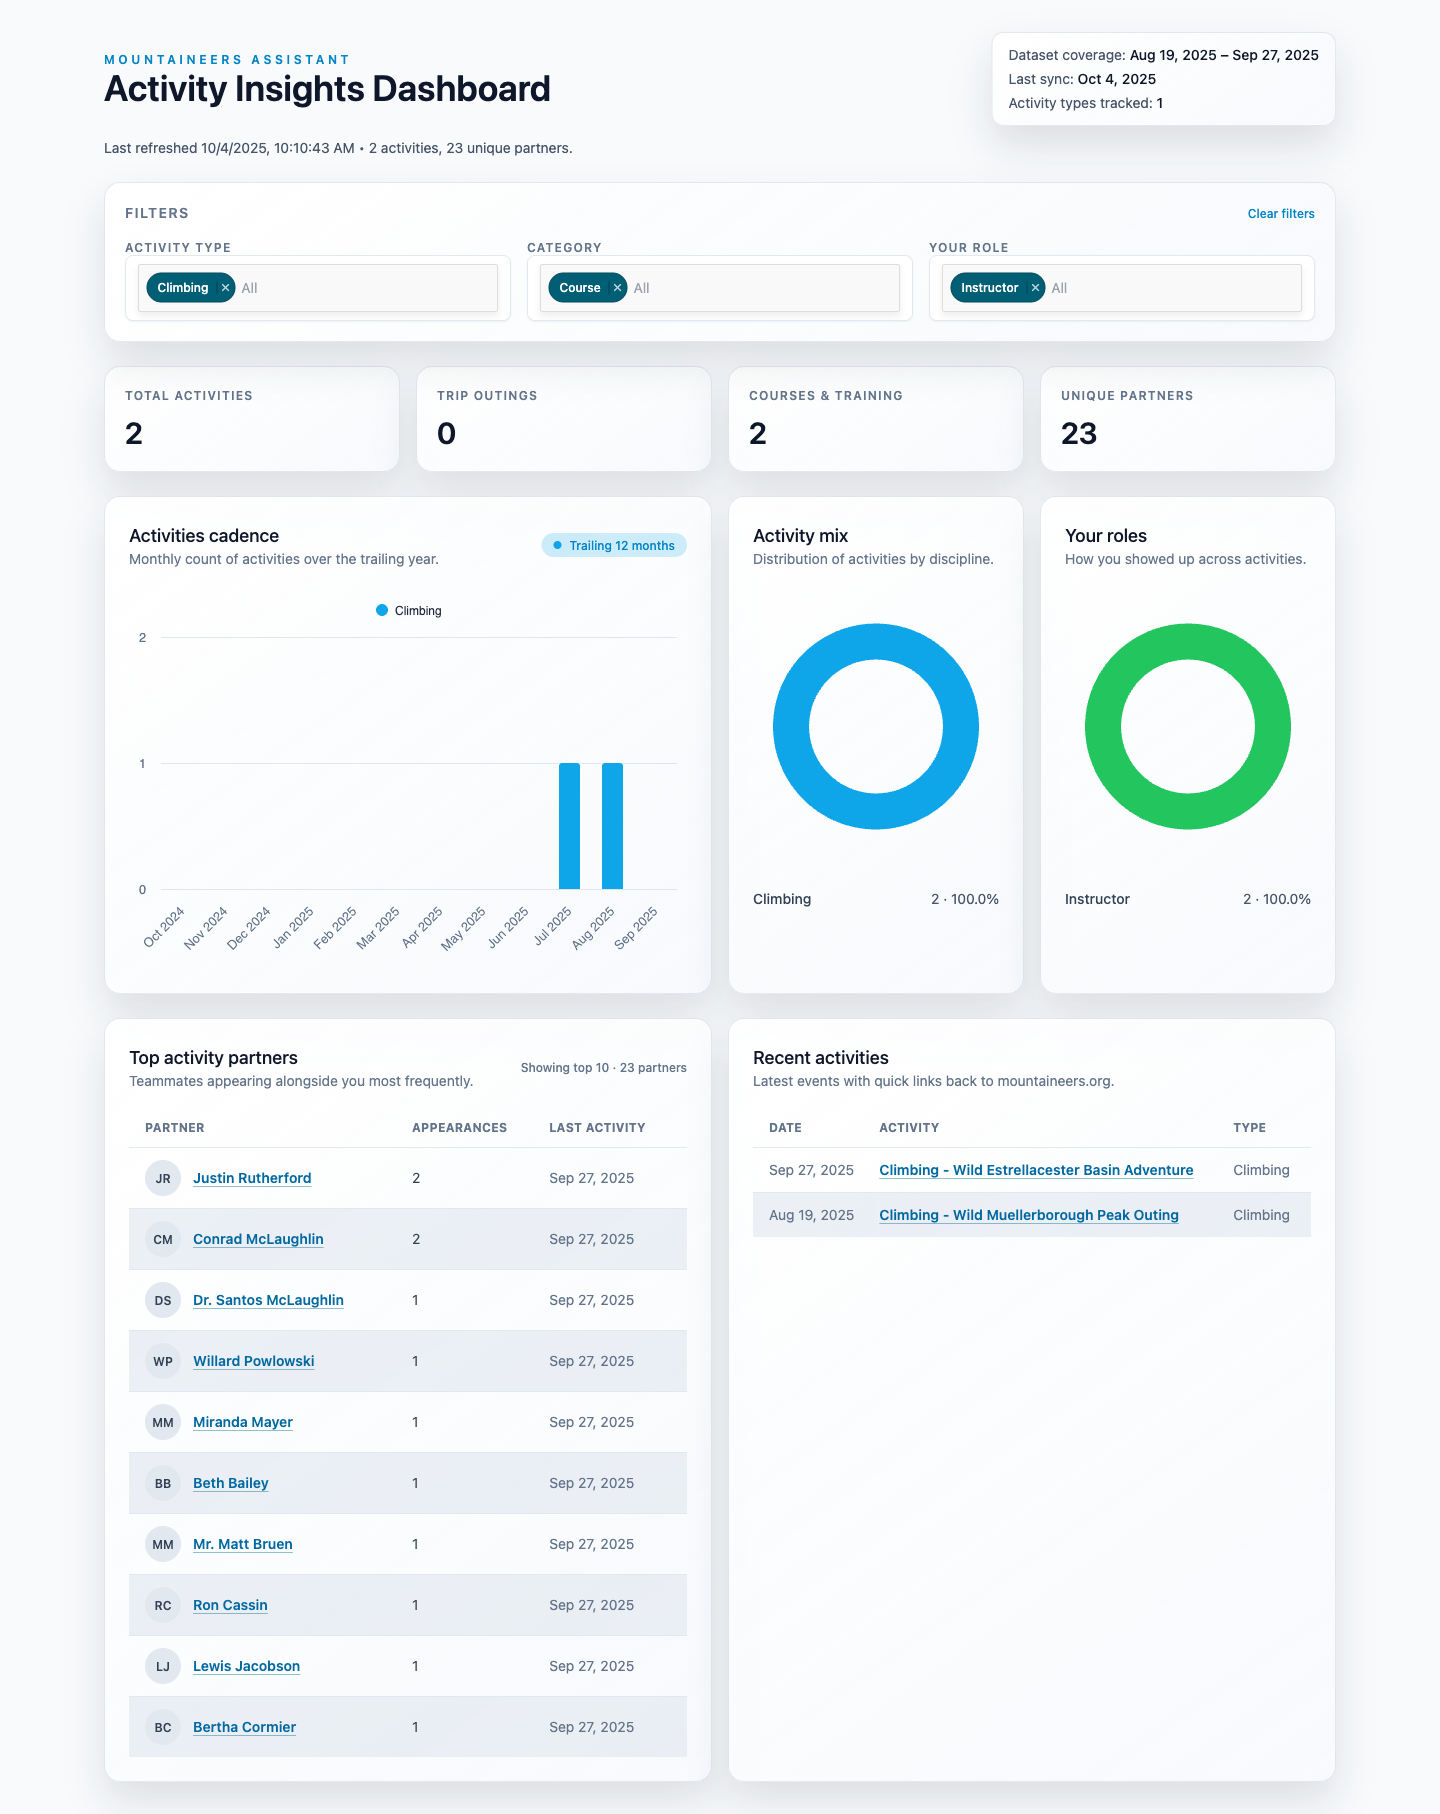 MOUNTAINEERS ASSISTANT
Activity Insights Dashboard
Last refreshed 10/4/2025, 10:10:43 AM • 2 activities, 23 unique partners.
Dataset coverage: Aug 19, 2025 – Sep 27, 2025
Last sync: Oct 4, 2025
Activity types tracked: 1
FILTERS
Clear filters
ACTIVITY TYPE
Climbing × All
CATEGORY
Course × All
YOUR ROLE
Instructor × All
TOTAL ACTIVITIES
2
TRIP OUTINGS
0
COURSES & TRAINING
2
UNIQUE PARTNERS
23
Activities cadence
Monthly count of activities over the trailing year.
Trailing 12 months
Climbing
2
1
0
Oct 2024
Nov 2024
Dec 2024
Jan 2025
Feb 2025
Mar 2025
Apr 2025
May 2025
Jun 2025
Jul 2025
Aug 2025
Sep 2025
Activity mix
Distribution of activities by discipline.
Climbing 2 · 100.0%
Your roles
How you showed up across activities.
Instructor 2 · 100.0%
Top activity partners
Teammates appearing alongside you most frequently.
Showing top 10 · 23 partners
PARTNER APPEARANCES LAST ACTIVITY
JR Justin Rutherford 2 Sep 27, 2025
CM Conrad McLaughlin 2 Sep 27, 2025
DS Dr. Santos McLaughlin 1 Sep 27, 2025
WP Willard Powlowski 1 Sep 27, 2025
MM Miranda Mayer 1 Sep 27, 2025
BB Beth Bailey 1 Sep 27, 2025
MM Mr. Matt Bruen 1 Sep 27, 2025
RC Ron Cassin 1 Sep 27, 2025
LJ Lewis Jacobson 1 Sep 27, 2025
BC Bertha Cormier 1 Sep 27, 2025
Recent activities
Latest events with quick links back to mountaineers.org.
DATE ACTIVITY TYPE
Sep 27, 2025 Climbing - Wild Estrellacester Basin Adventure Climbing
Aug 19, 2025 Climbing - Wild Muellerborough Peak Outing Climbing